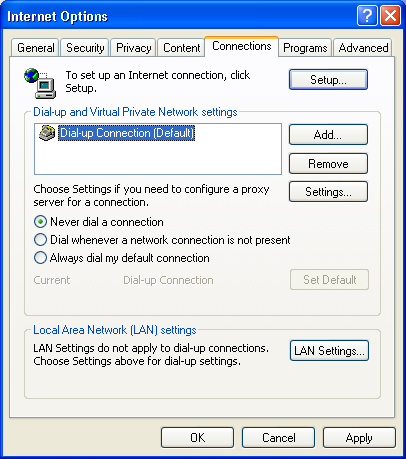 Internet Options
General Security Privacy Content Connections Programs Advanced
To set up an Internet connection, click
Setup.
Setup...
Dial-up and Virtual Private Network settings
Dial-up Connection (Default)
Add...
Remove
Choose Settings if you need to configure a proxy
server for a connection.
Settings...
Never dial a connection
Dial whenever a network connection is not present
Always dial my default connection
Current Dial-up Connection Set Default
Local Area Network (LAN) settings
LAN Settings do not apply to dial-up connections.
Choose Settings above for dial-up settings.
LAN Settings...
OK Cancel Apply